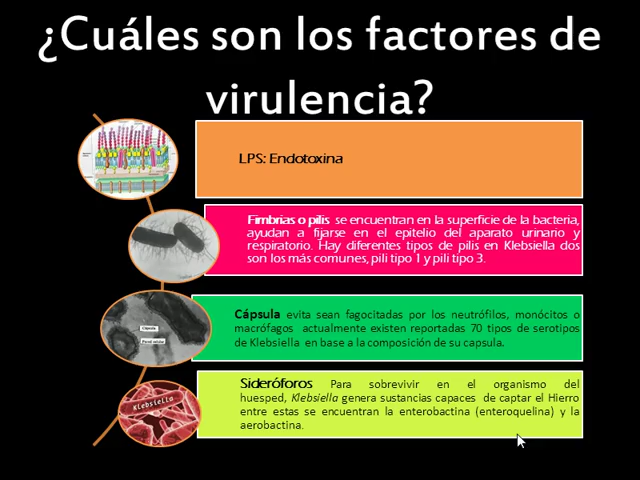 ¿Cuáles son los factores de
virulencia?
LPS: Endotoxina
Fimbrias o pilis se encuentran en la superficie de la bacteria,
ayudan a fijarse en el epitelio del aparato urinario y
respiratorio. Hay diferentes tipos de pilis en Klebsiella dos
son los más comunes, pili tipo 1 y pili tipo 3.
Cápsula evita sean fagocitadas por los neutrófilos, monócitos o
macrófagos actualmente existen reportadas 70 tipos de serotipos
de Klebsiella en base a la composición de su capsula.
Cápsula
Pared celular
Sideróforos Para sobrevivir en el organismo del
huesped, Klebsiella genera sustancias capaces de captar el Hierro
entre estas se encuentran la enterobactina (enteroquelina) y la
aerobactina.
Klebsiella